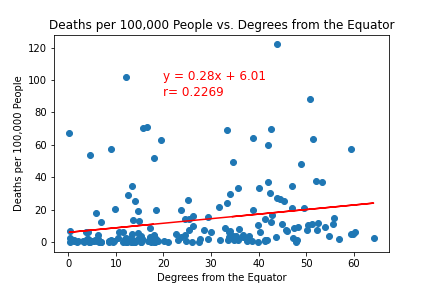 Deaths per 100,000 People vs. Degrees from the Equator
120
100
80
60
40
20
0
y = 0.28x + 6.01
r= 0.2269
Deaths per 100,000 People
0
10
20
30
40
50
60
Degrees from the Equator